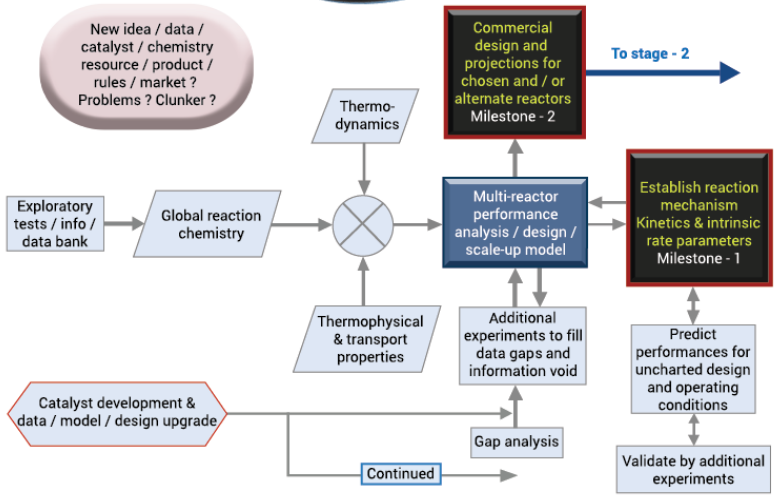 New idea / data /
catalyst / chemistry
resource / product /
rules / market ?
Problems ? Clunker ?
Commercial
design and
projections for
chosen and / or
alternate reactors
Milestone - 2
To stage - 2
Thermo-
dynamics
Exploratory
tests / info /
data bank
Global reaction
chemistry
Multi-reactor
performance
analysis / design /
scale-up model
Establish reaction
mechanism
Kinetics & intrinsic
rate parameters
Milestone - 1
Thermophysical
& transport
properties
Additional
experiments to fill
data gaps and
information void
Predict
performances for
uncharted design
and operating
conditions
Catalyst development &
data / model / design upgrade
Gap analysis
Continued
Validate by additional
experiments